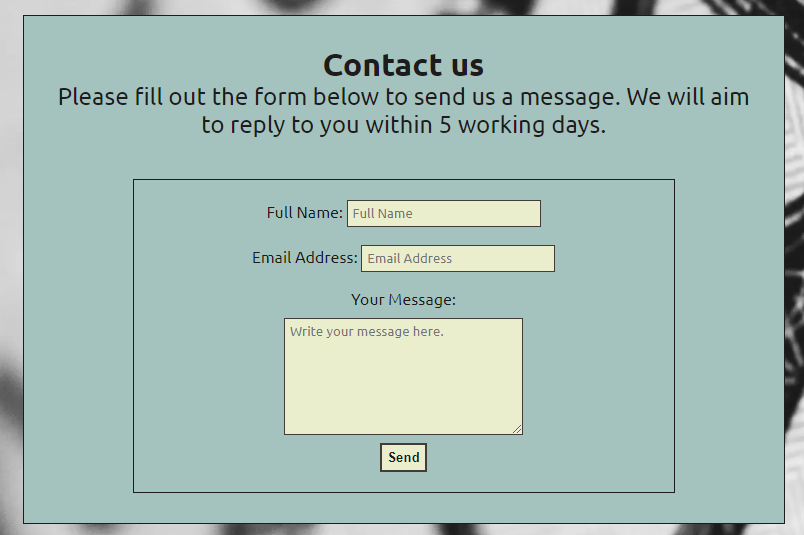 Contact us
Please fill out the form below to send us a message. We will aim
to reply to you within 5 working days.
Full Name: Full Name
Email Address: Email Address
Your Message:
Write your message here.
Send